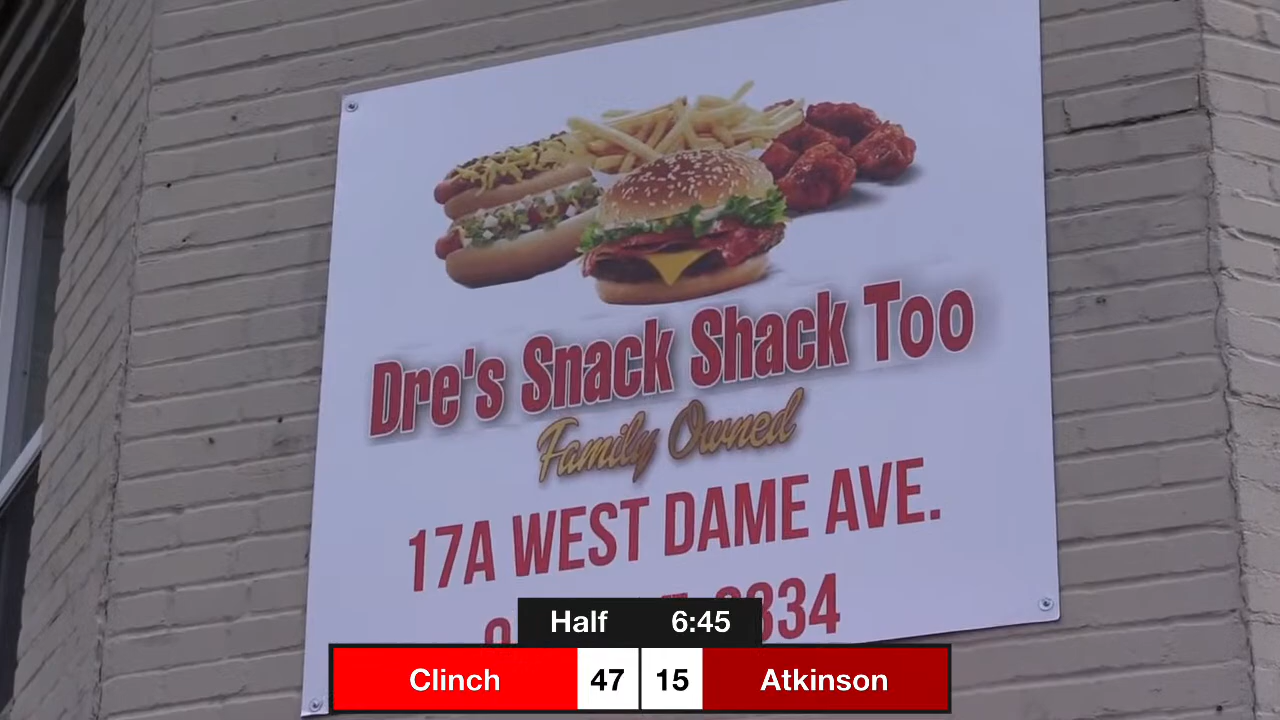 Dre's Snack Shack Too
Family Owned
17A WEST DAME AVE.
Half 6:45
Clinch 47 15 Atkinson